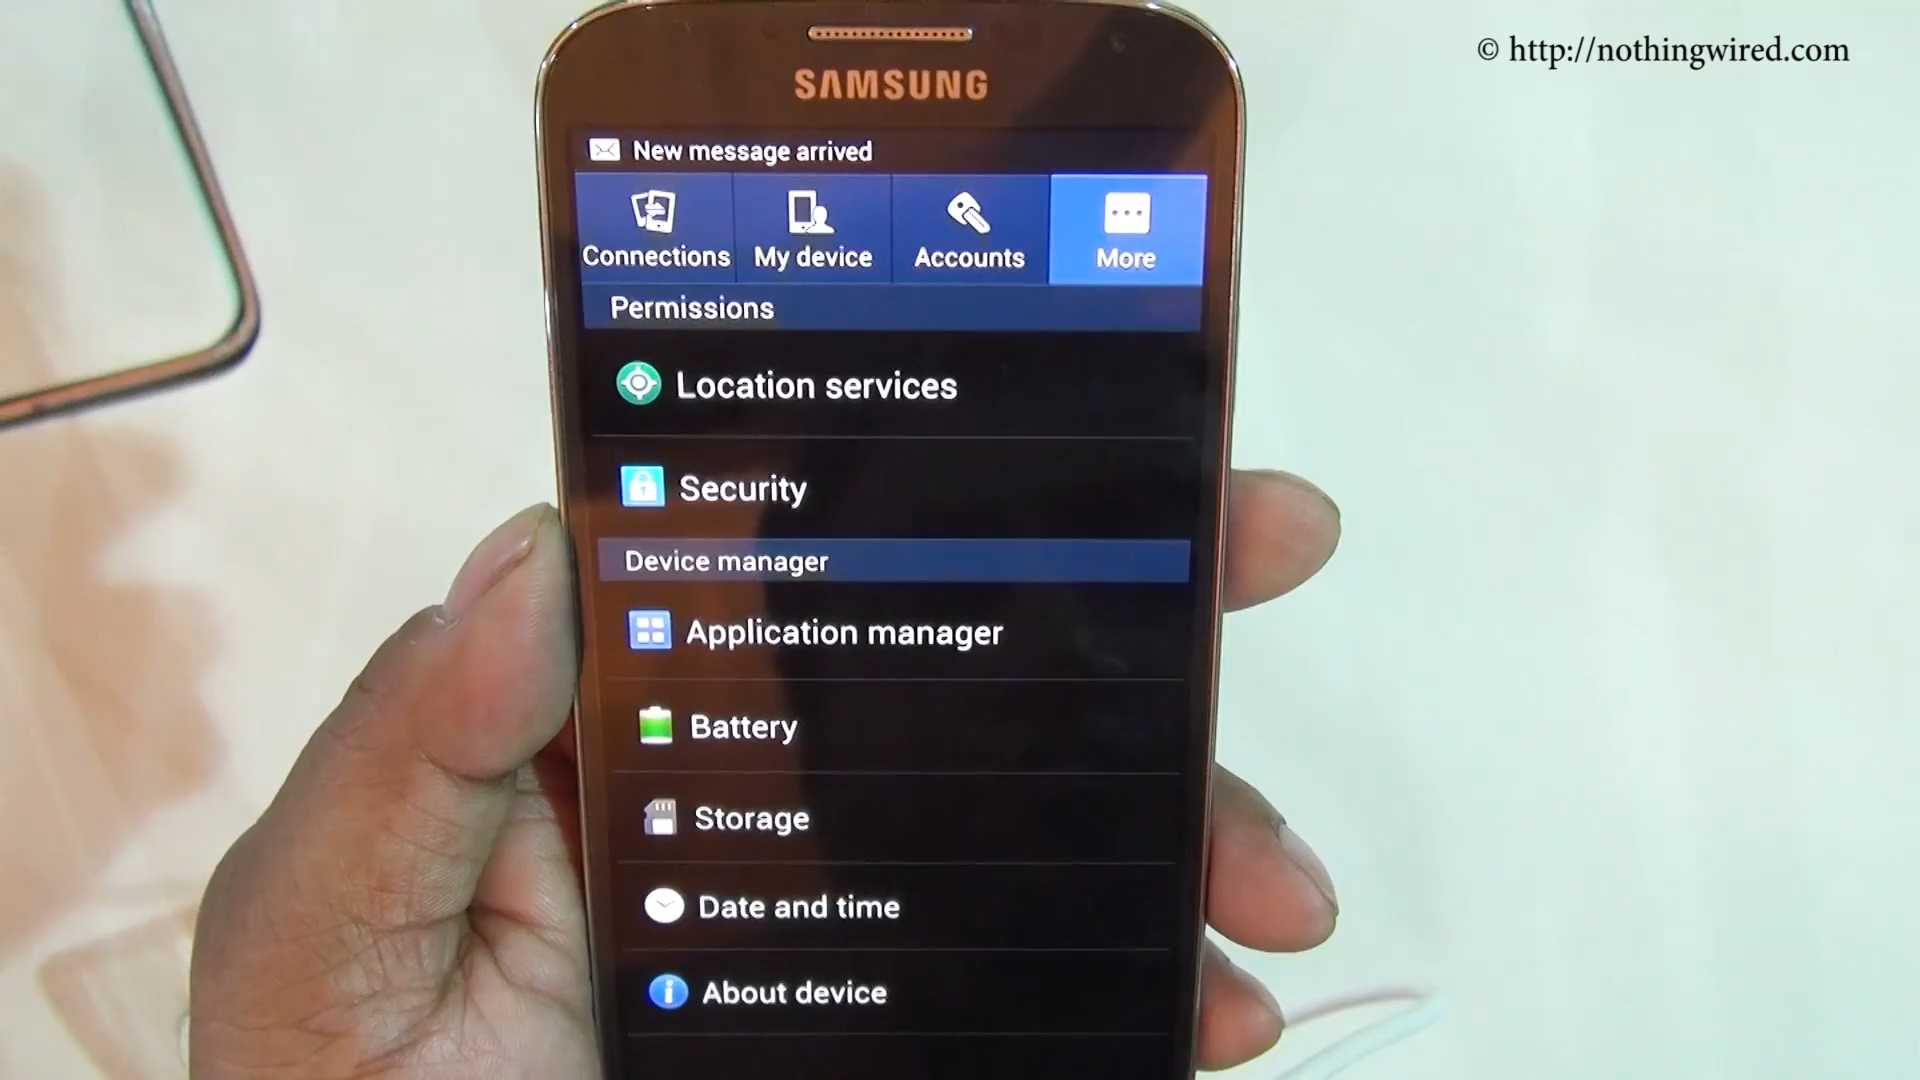 © http://nothingwired.com
SAMSUNG
New message arrived
Connections My device Accounts More
Permissions
Location services
Security
Device manager
Application manager
Battery
Storage
Date and time
About device